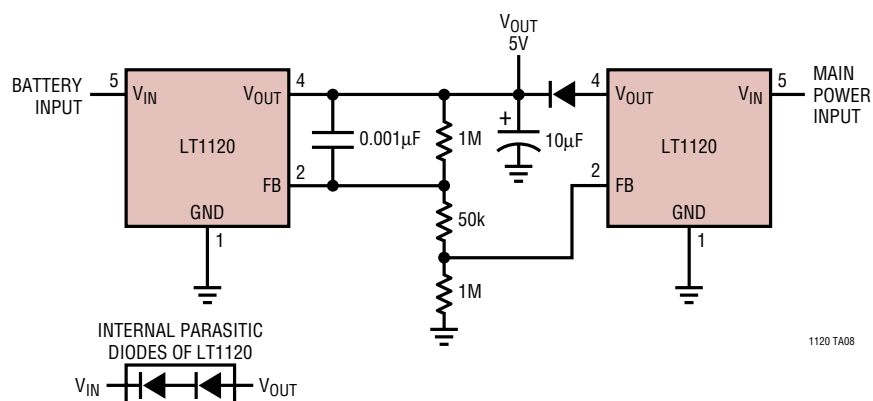 VOUT
5V
BATTERY
INPUT
5
VIN
VOUT
4
LT1120
FB
2
GND
1
0.001µF
1M
50k
1M
+
10µF
4
VOUT
VIN
5
MAIN
POWER
INPUT
LT1120
2
FB
GND
1
INTERNAL PARASITIC
DIODES OF LT1120
VIN
VOUT
1120 TA08